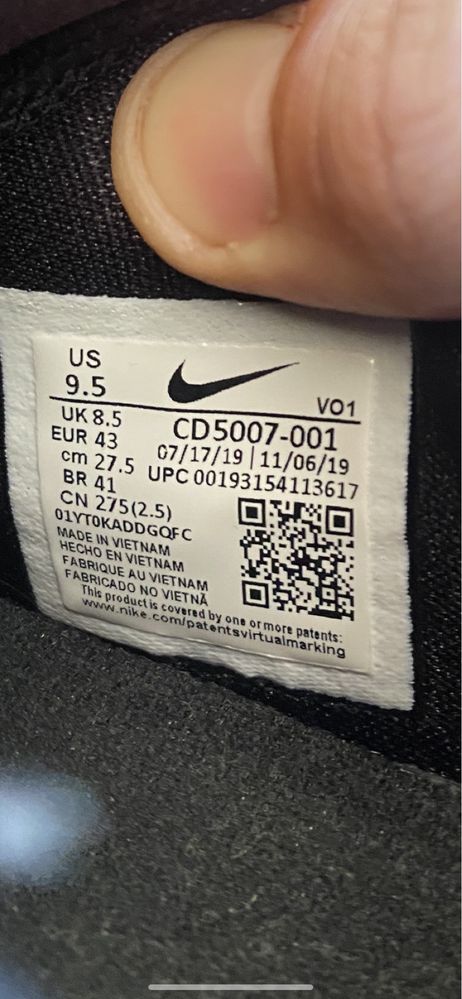 US
9.5
VO1
UK 8.5
EUR 43
cm 27.5
BR 41
CN 275(2.5)
CD5007-001
07/17/19 | 11/06/19
UPC 00193154113617
01YT0KADDGQFC
MADE IN VIETNAM
HECHO EN VIETNAM
FABRIQUE AU VIETNAM
FABRICADO NO VIETNÃ
This product is covered by one or more patents:
www.nike.com/patentsvirtualmarking